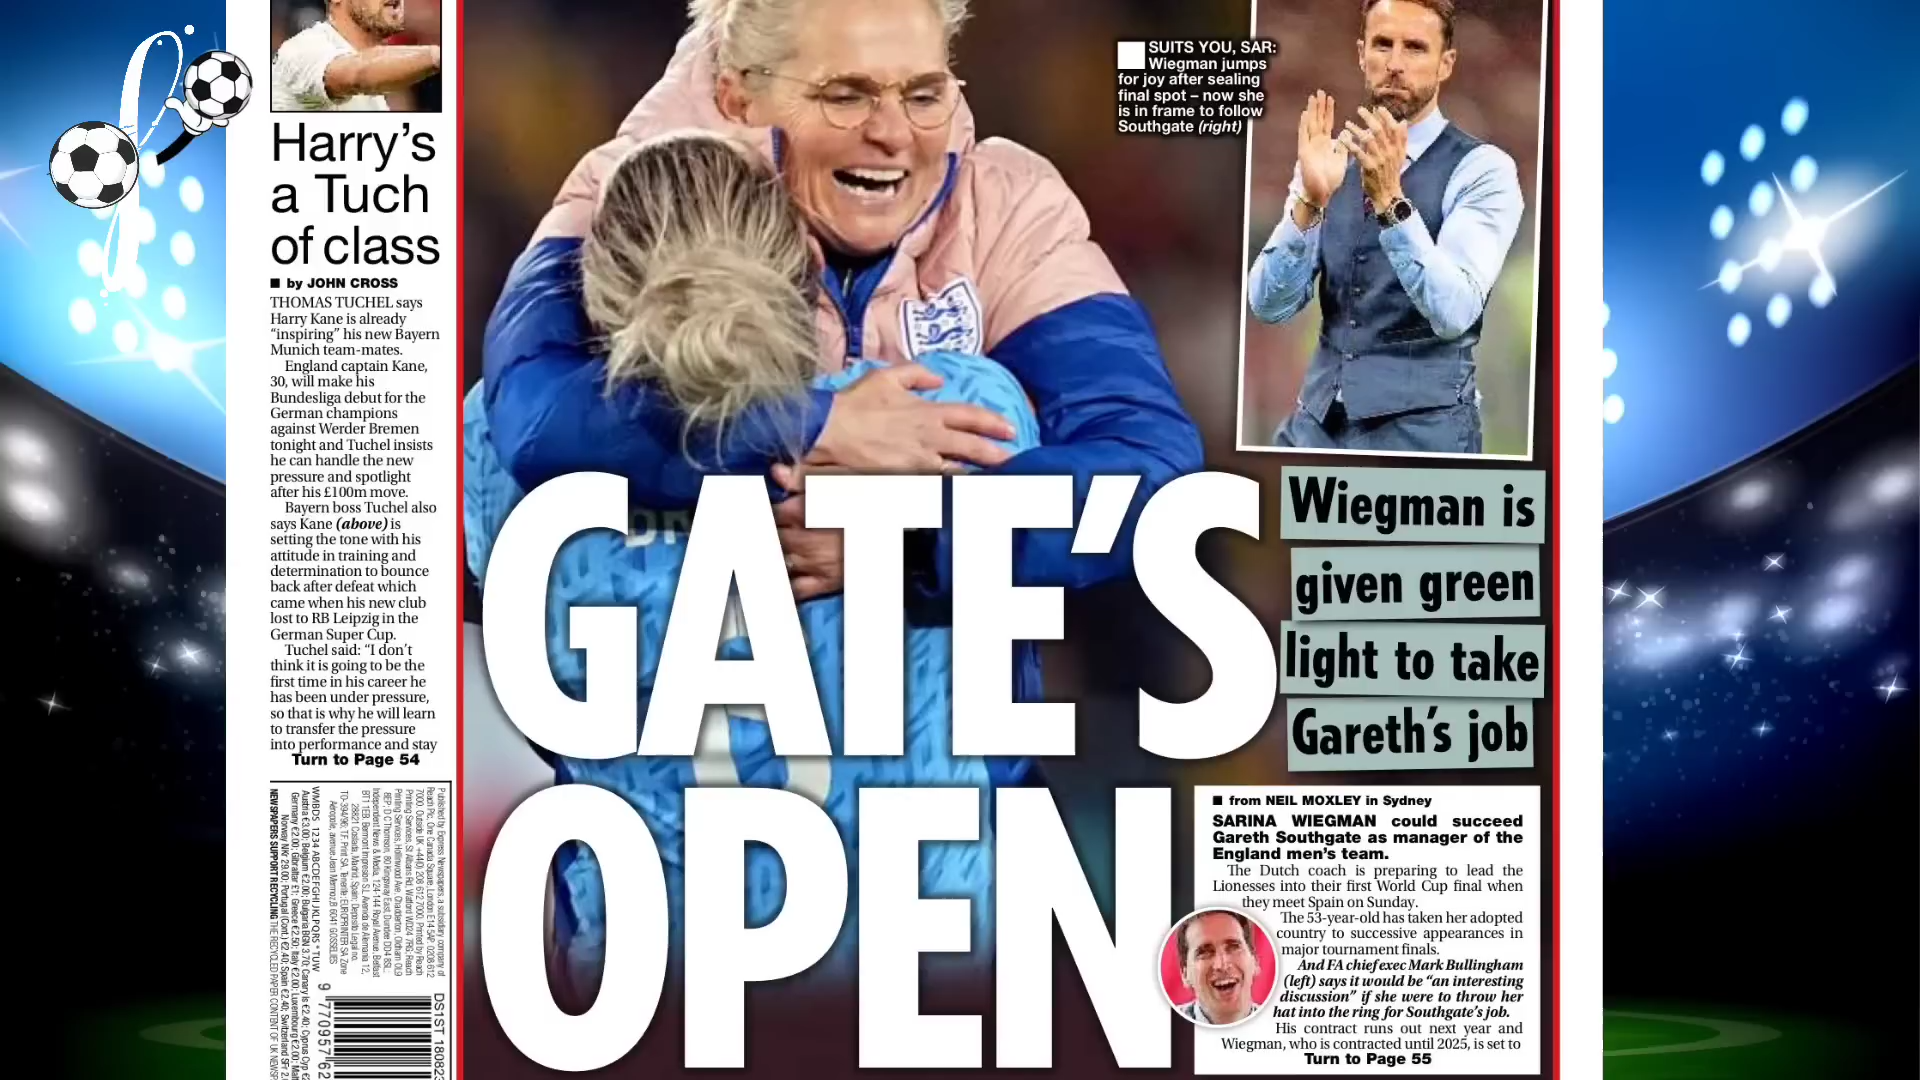 Harry's
a Tuch
of class
■ by JOHN CROSS
THOMAS TUCHEL says
Harry Kane is already
“inspiring” his new Bayern
Munich team-mates.
England captain Kane,
30, will make his
Bundesliga debut for the
German champions
against Werder Bremen
tonight and Tuchel insists
he can handle the new
pressure and spotlight
after his £100m move.
Bayern boss Tuchel also
says Kane (above) is
setting the tone with his
attitude in training and
determination to bounce
back after defeat which
came when his new club
lost to RB Leipzig in the
German Super Cup.
Tuchel said: “I don't
think it is going to be the
first time in his career he
has been under pressure,
so that is why he will learn
to transfer the pressure
into performance and stay
Turn to Page 54
SUITS YOU, SAR:
Wiegman jumps
for joy after sealing
final spot – now she
is in frame to follow
Southgate (right)
GATE'S
OPEN
Wiegman is
given green
light to take
Gareth's job
■ from NEIL MOXLEY in Sydney
SARINA WIEGMAN could succeed
Gareth Southgate as manager of the
England men's team.
The Dutch coach is preparing to lead the
Lionesses into their first World Cup final when
they meet Spain on Sunday.
The 53-year-old has taken her adopted
country to successive appearances in
major tournament finals.
And FA chief exec Mark Bullingham
(left) says it would be “an interesting
discussion” if she were to throw her
hat into the ring for Southgate's job.
His contract runs out next year and
Wiegman, who is contracted until 2025, is set to
Turn to Page 55